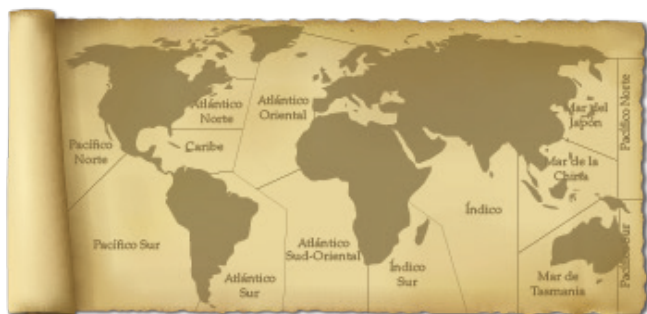 Atlántico
Norte
Atlántico
Oriental
Mar del
Japón
Pacífico Norte
Pacífico
Norte
Caribe
Mar de la
China
Índico
Pacífico Sur
Atlántico
Sud-Oriental
Pacífico Sur
Índico
Sur
Atlántico
Sur
Mar de
Tasmania